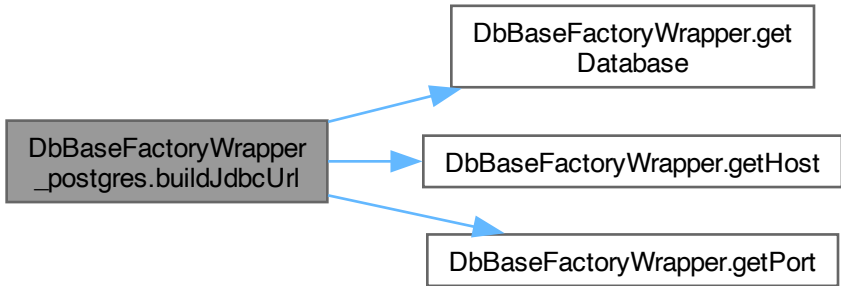 DbBaseFactoryWrapper
_postgres.buildJdbcUrl
DbBaseFactoryWrapper.get
Database
DbBaseFactoryWrapper.getHost
DbBaseFactoryWrapper.getPort